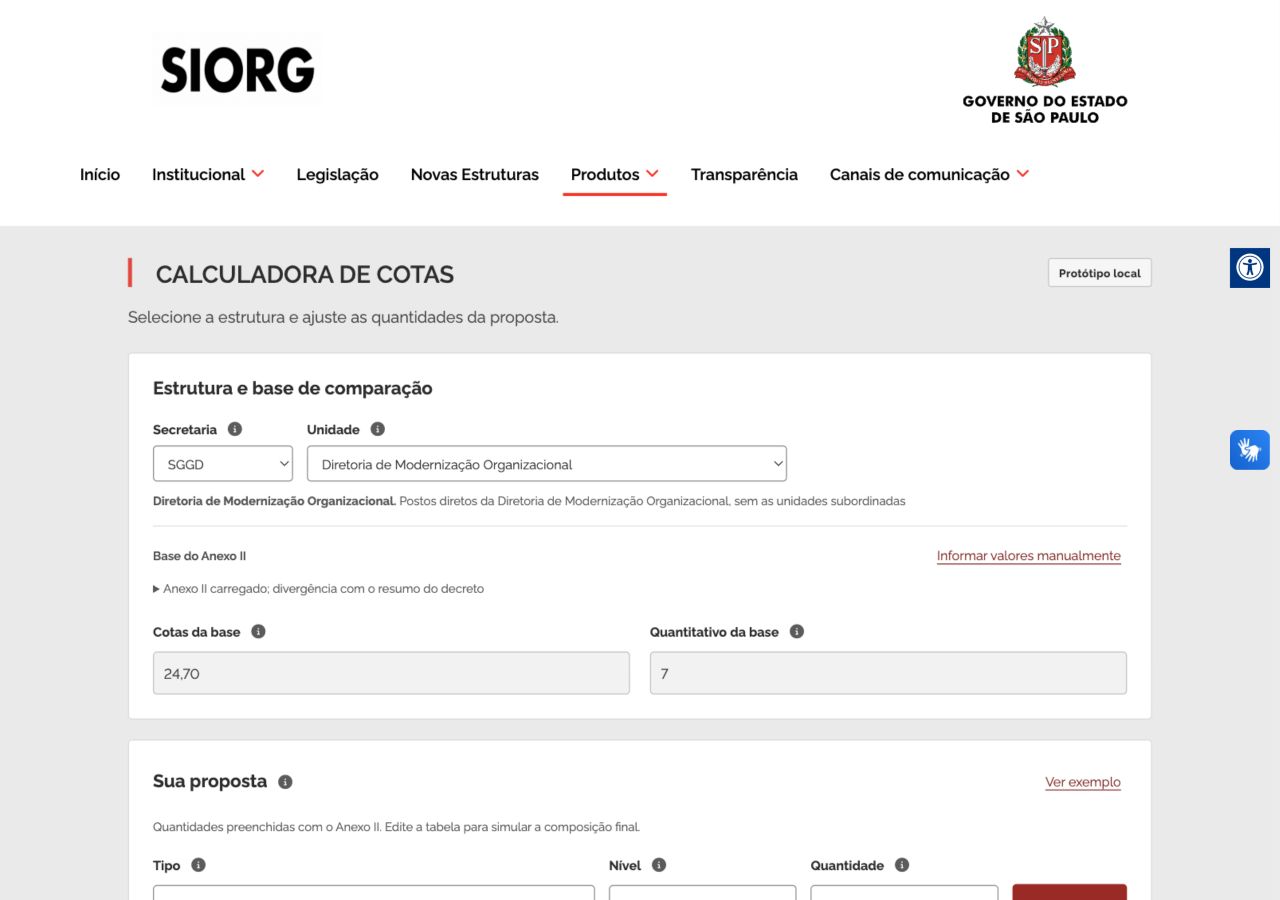 SIORG
SP
GOVERNO DO ESTADO
DE SÃO PAULO
Início Institucional Legislação Novas Estruturas Produtos Transparência Canais de comunicação
CALCULADORA DE COTAS
Protótipo local
Selecione a estrutura e ajuste as quantidades da proposta.
Estrutura e base de comparação
Secretaria Unidade
SGGD Diretoria de Modernização Organizacional
Diretoria de Modernização Organizacional. Postos diretos da Diretoria de Modernização Organizacional, sem as unidades subordinadas
Base do Anexo II Informar valores manualmente
Anexo II carregado; divergência com o resumo do decreto
Cotas da base Quantitativo da base
24,70 7
Sua proposta Ver exemplo
Quantidades preenchidas com o Anexo II. Edite a tabela para simular a composição final.
Tipo Nível Quantidade